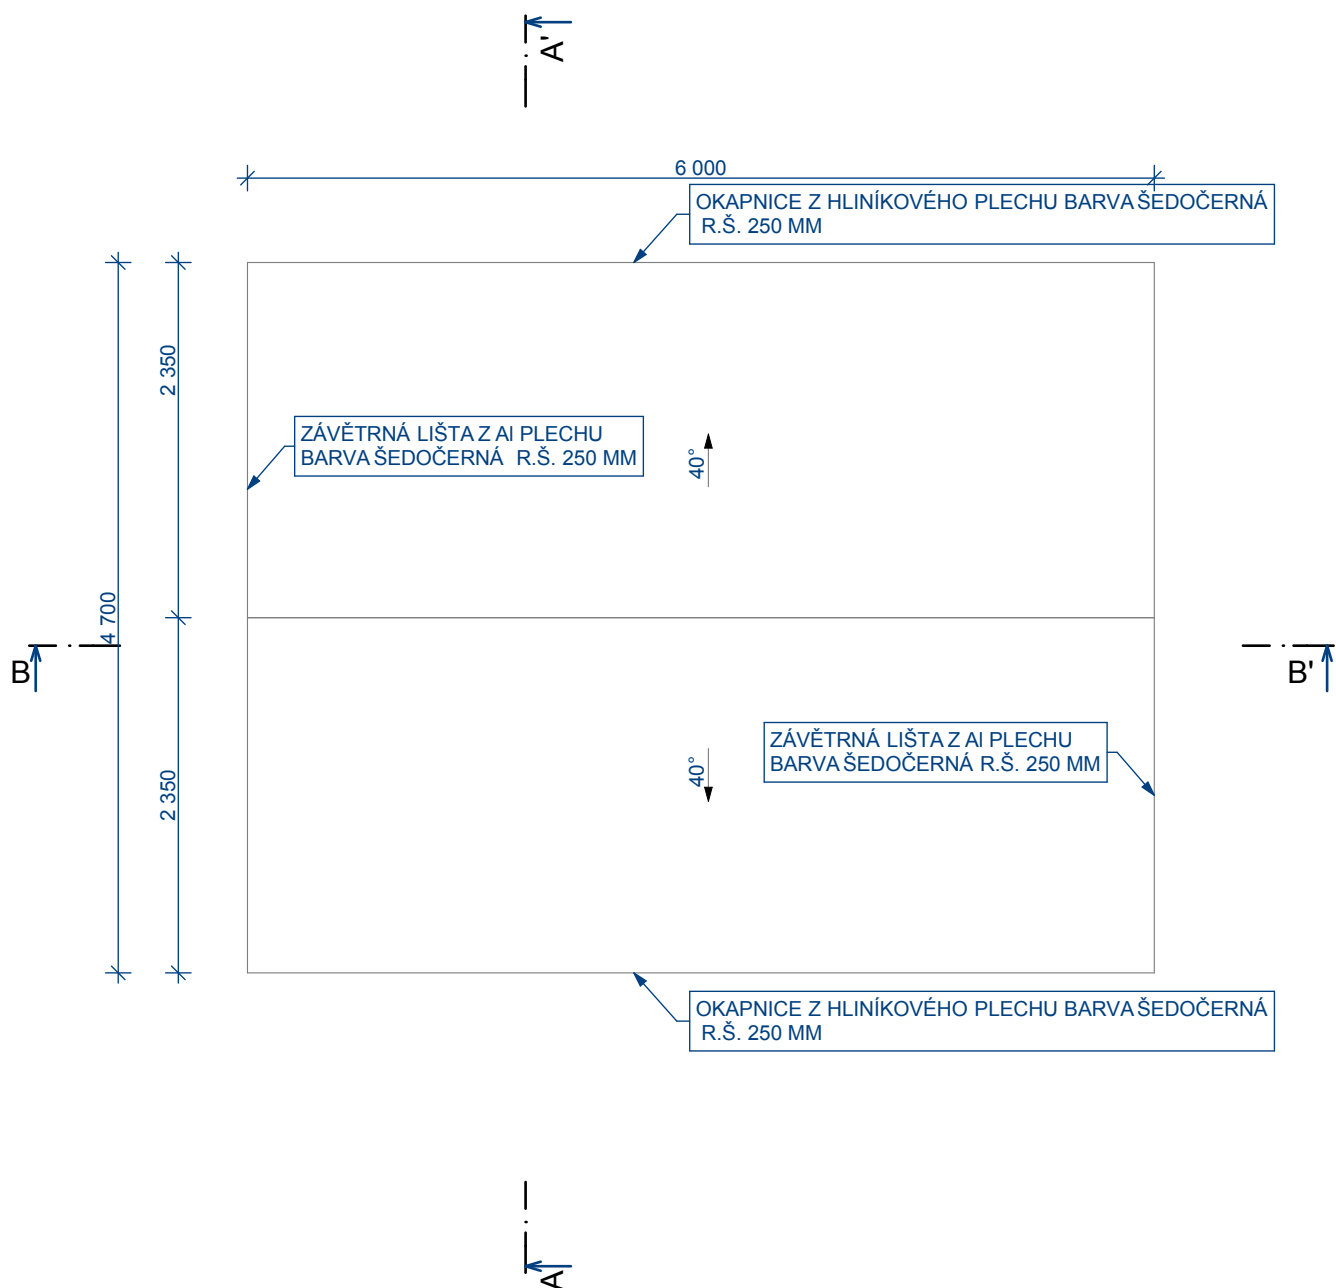 A'
6 000
OKAPNICE Z HLINÍKOVÉHO PLECHU BARVA ŠEDOČERNÁ
R.Š. 250 MM
2 350
ZÁVĚTRNÁ LIŠTA Z Al PLECHU
BARVA ŠEDOČERNÁ R.Š. 250 MM
40°
4 700
B
B'
ZÁVĚTRNÁ LIŠTA Z Al PLECHU
BARVA ŠEDOČERNÁ R.Š. 250 MM
40°
2 350
OKAPNICE Z HLINÍKOVÉHO PLECHU BARVA ŠEDOČERNÁ
R.Š. 250 MM
A